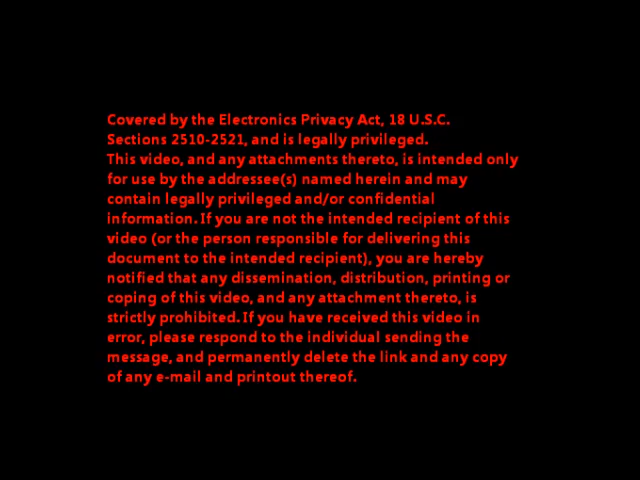 Covered by the Electronics Privacy Act, 18 U.S.C.
Sections 2510-2521, and is legally privileged.
This video, and any attachments thereto, is intended only
for use by the addressee(s) named herein and may
contain legally privileged and/or confidential
information. If you are not the intended recipient of this
video (or the person responsible for delivering this
document to the intended recipient), you are hereby
notified that any dissemination, distribution, printing or
coping of this video, and any attachment thereto, is
strictly prohibited. If you have received this video in
error, please respond to the individual sending the
message, and permanently delete the link and any copy
of any e-mail and printout thereof.